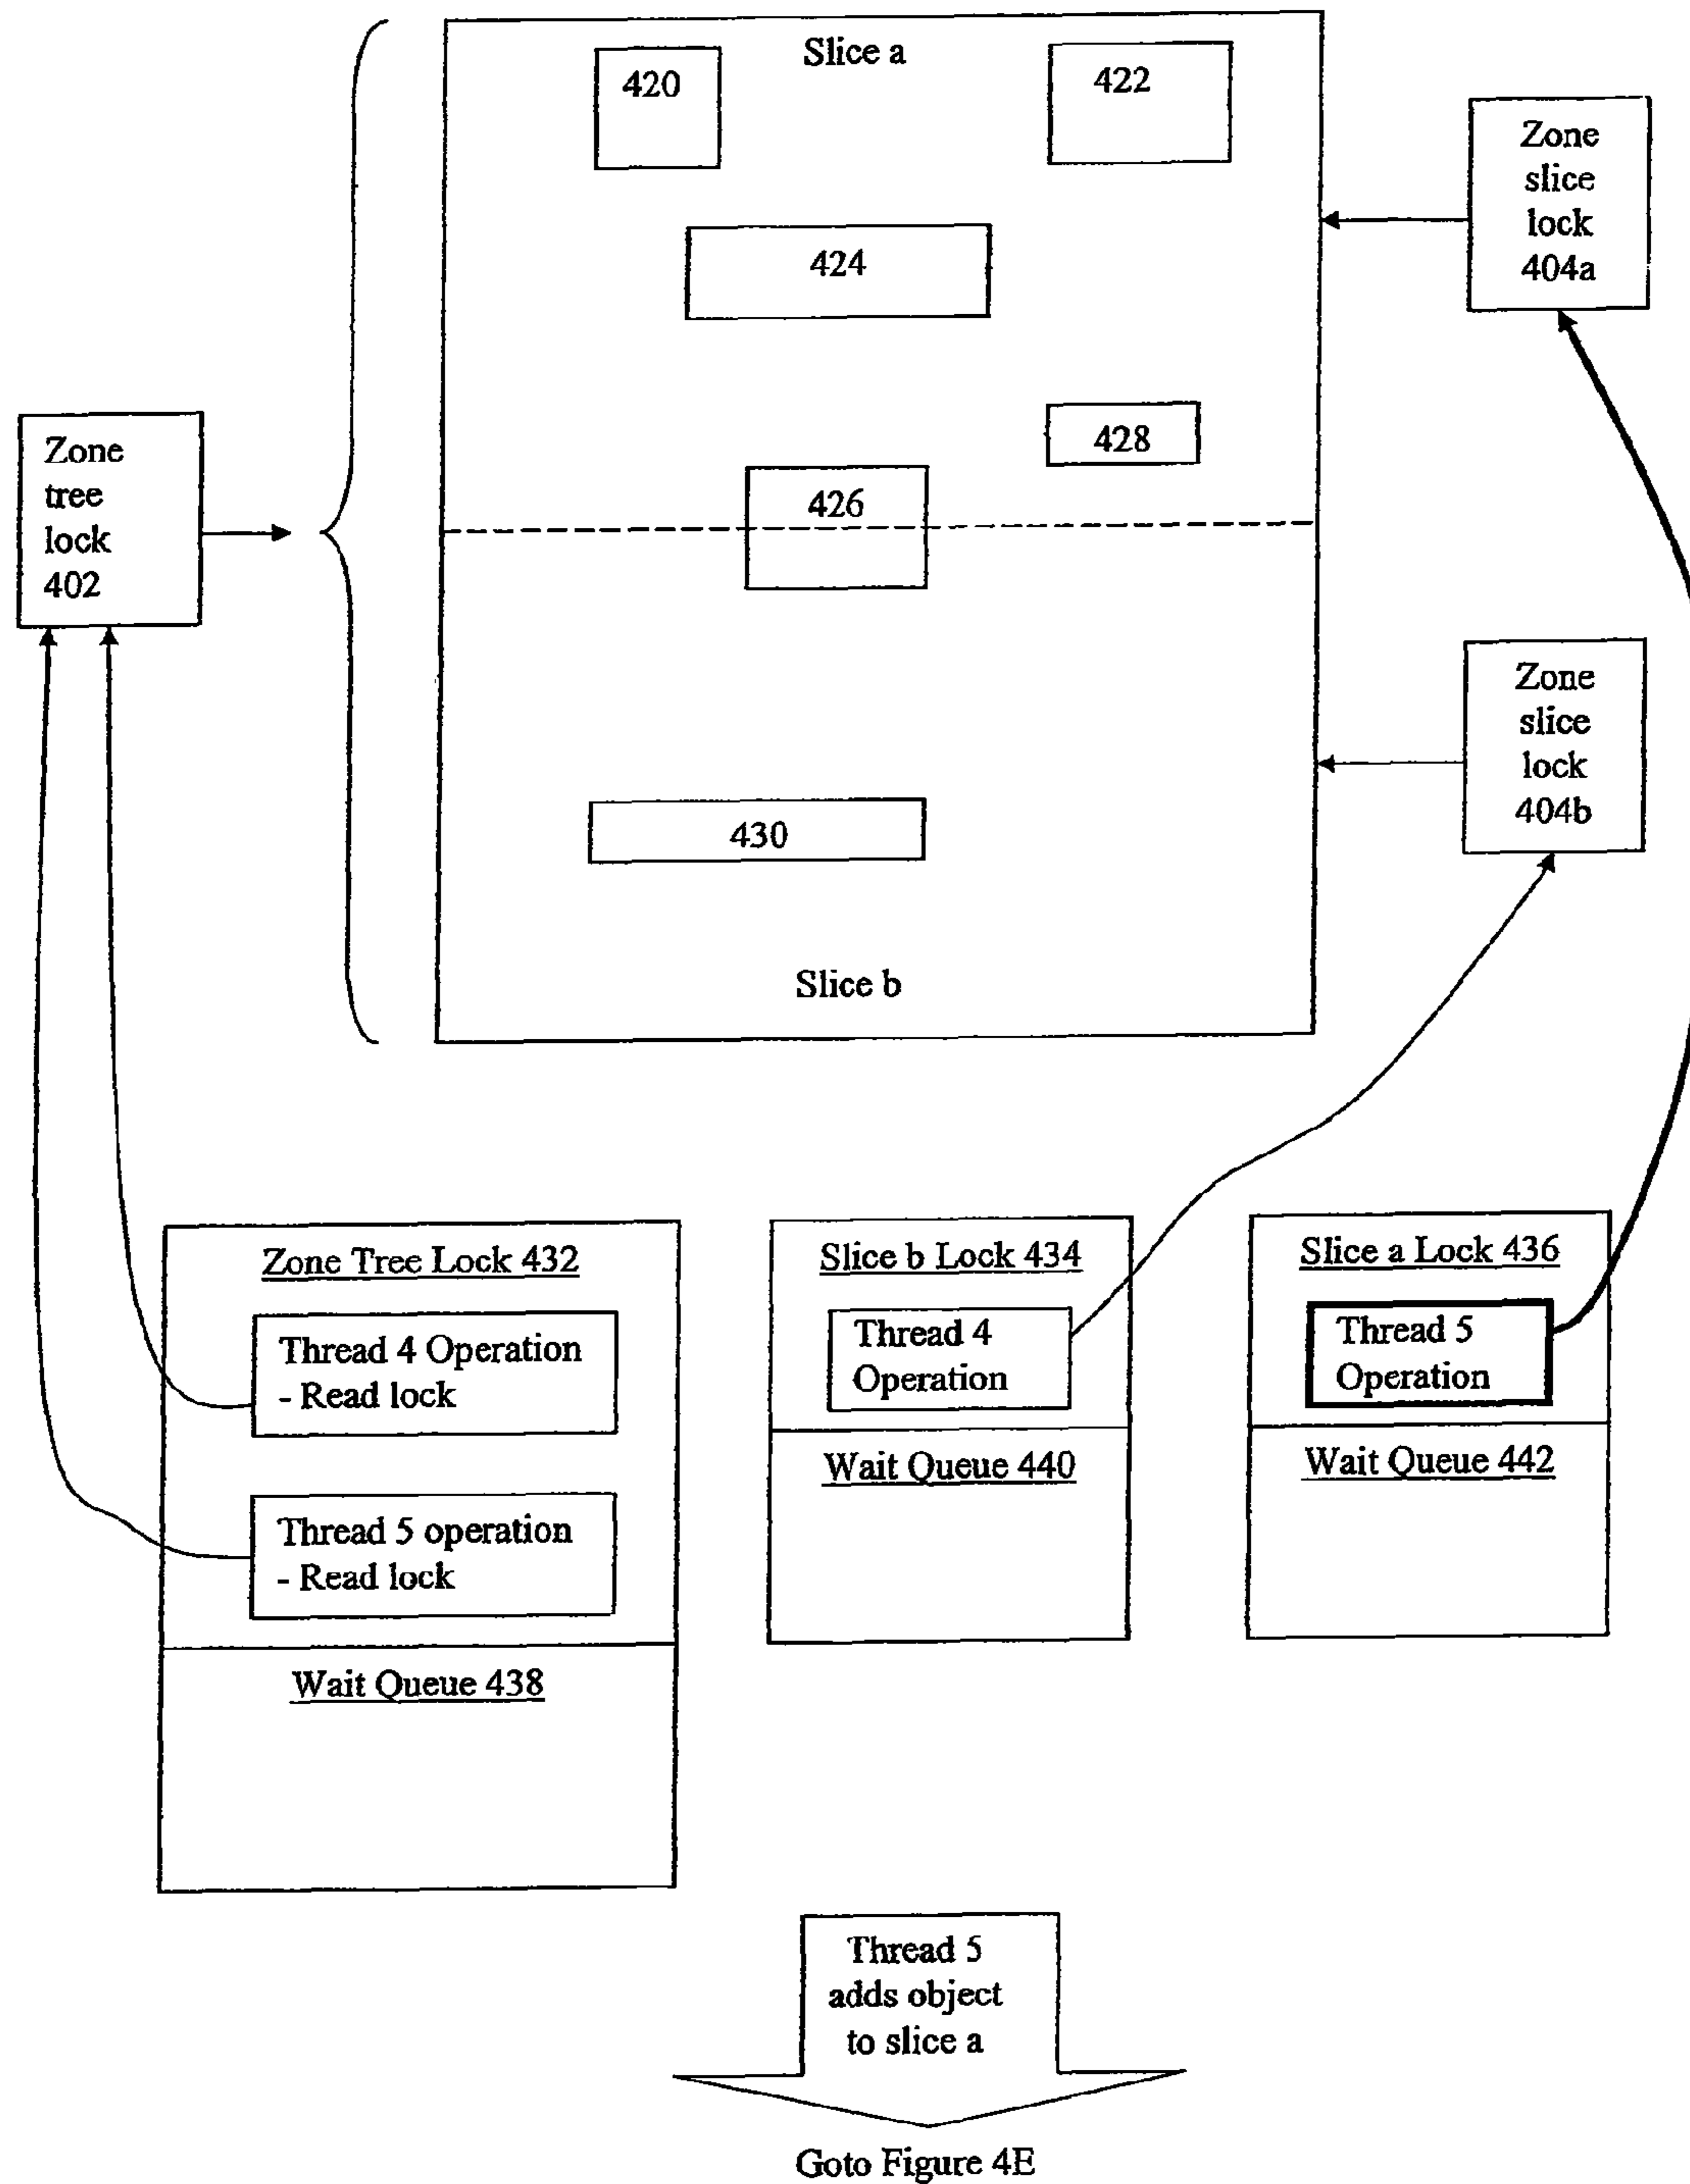 Slice a
420
422
424
428
426
430
Slice b
Zone
tree
lock
402
Zone
slice
lock
404a
Zone
slice
lock
404b
Zone Tree Lock 432
Thread 4 Operation
- Read lock
Thread 5 operation
- Read lock
Wait Queue 438
Slice b Lock 434
Thread 4
Operation
Wait Queue 440
Slice a Lock 436
Thread 5
Operation
Wait Queue 442
Thread 5
adds object
to slice a
Goto Figure 4E